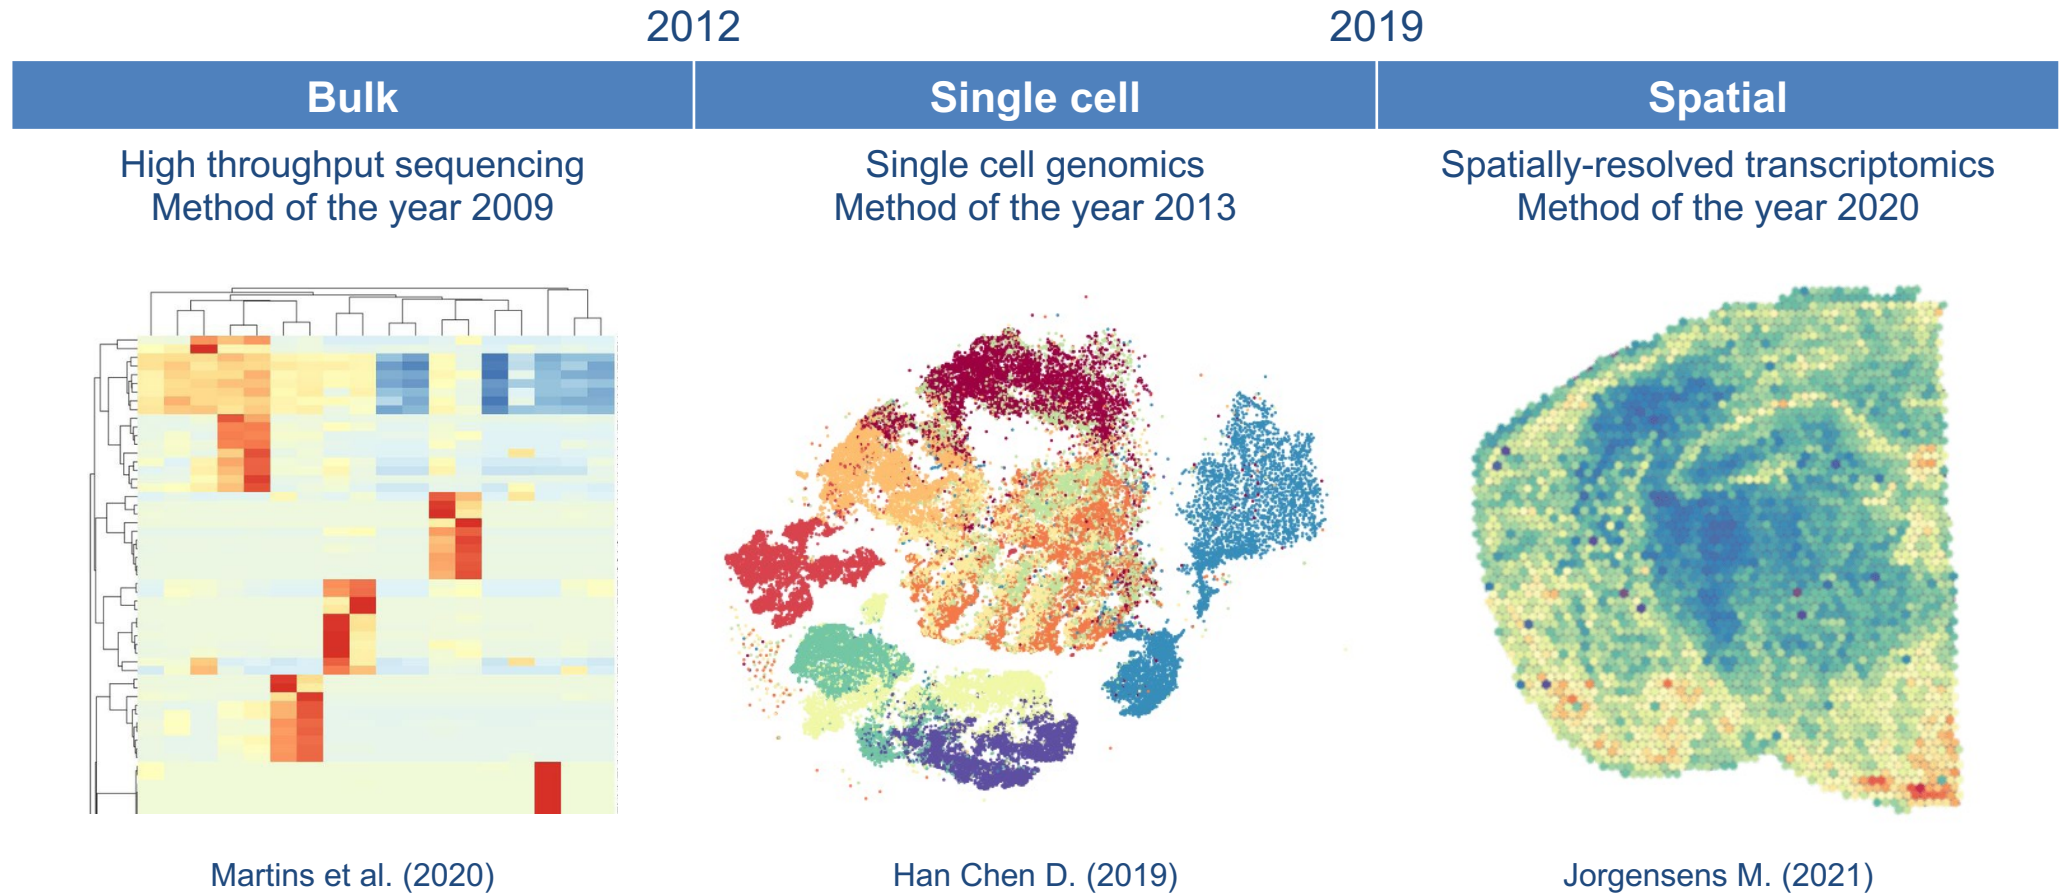 2012
2019
Bulk
Single cell
Spatial
High throughput sequencing
Method of the year 2009
Single cell genomics
Method of the year 2013
Spatially-resolved transcriptomics
Method of the year 2020
Martins et al. (2020)
Han Chen D. (2019)
Jorgensens M. (2021)